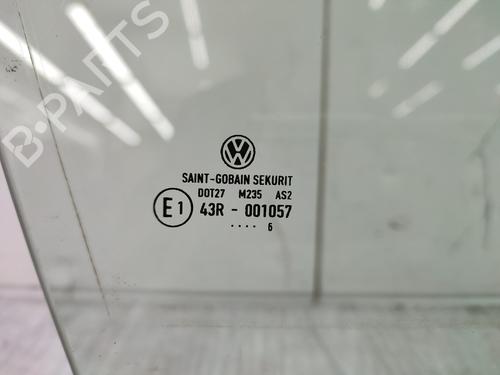 B-PARTS
SAINT-GOBAIN SEKURIT
DOT27 M235 AS2
E1 43R - 001057
.... 6